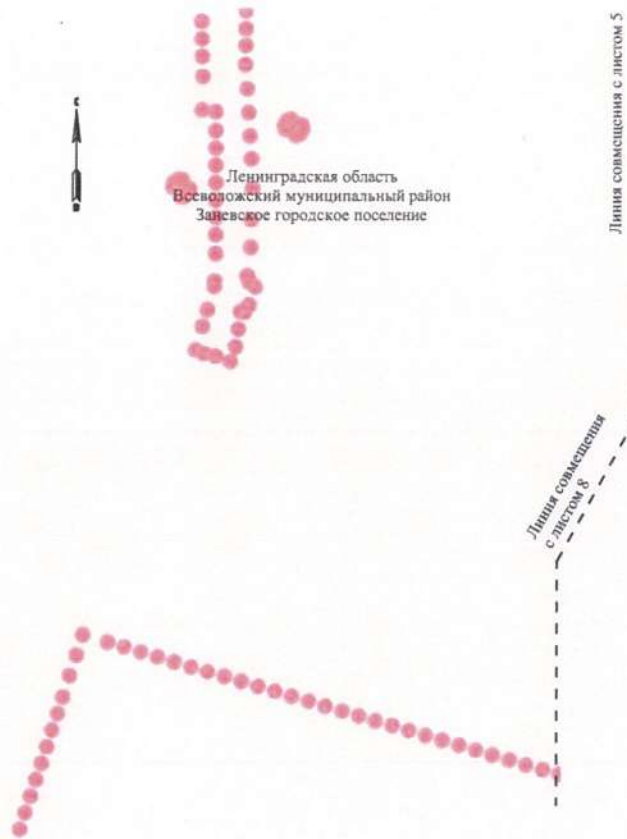 Линия совмещения с листом 5
С
Ленинградская область
Всеволожский муниципальный район
Заневское городское поселение
Линия совмещения
с листом 8